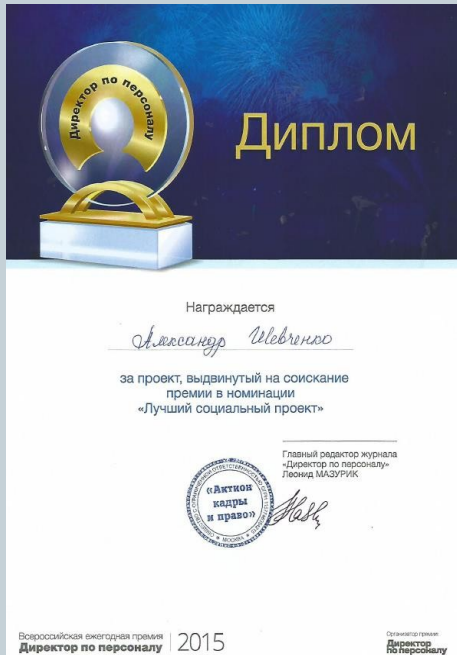 Директор по персоналу
Диплом
Награждается
Александр Шевченко
за проект, выдвинутый на соискание
премии в номинации
«Лучший социальный проект»
Главный редактор журнала
«Директор по персоналу»
Леонид МАЗУРИК
«Актион
кадры
и право»
МОСКВА
Всероссийская ежегодная премия
Директор по персоналу
2015
Организатор премии
Директор
по персоналу